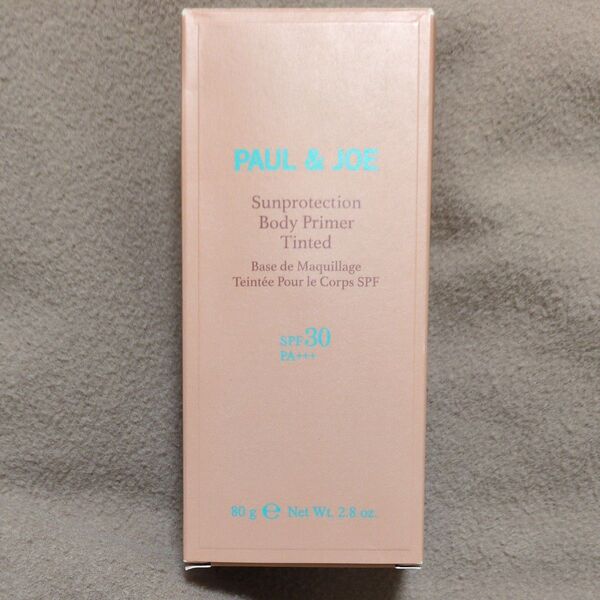 PAUL & JOE
Sunprotection
Body Primer
Tinted
Base de Maquillage
Teintée Pour le Corps SPF
SPF30
PA+++
80 g ℮ Net Wt. 2.8 oz.